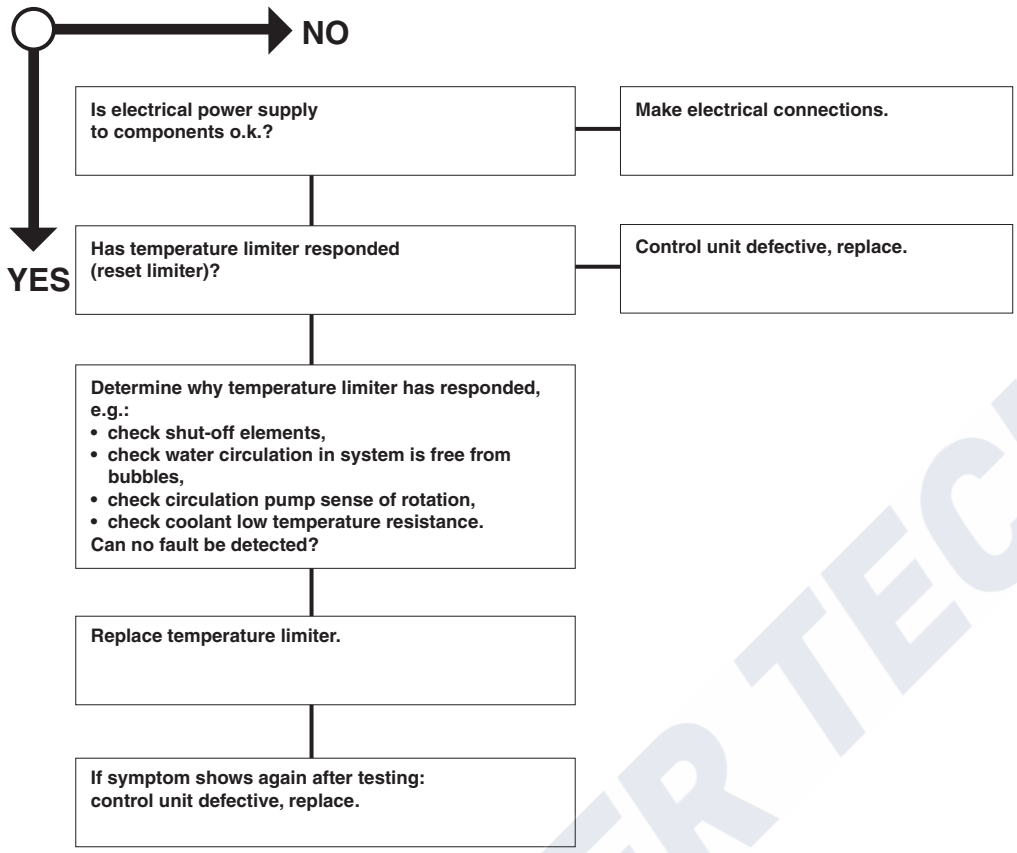 NO
YES
Is electrical power supply
to components o.k.?
Make electrical connections.
Has temperature limiter responded
(reset limiter)?
Control unit defective, replace.
Determine why temperature limiter has responded,
e.g.:
• check shut-off elements,
• check water circulation in system is free from
bubbles,
• check circulation pump sense of rotation,
• check coolant low temperature resistance.
Can no fault be detected?
Replace temperature limiter.
If symptom shows again after testing:
control unit defective, replace.